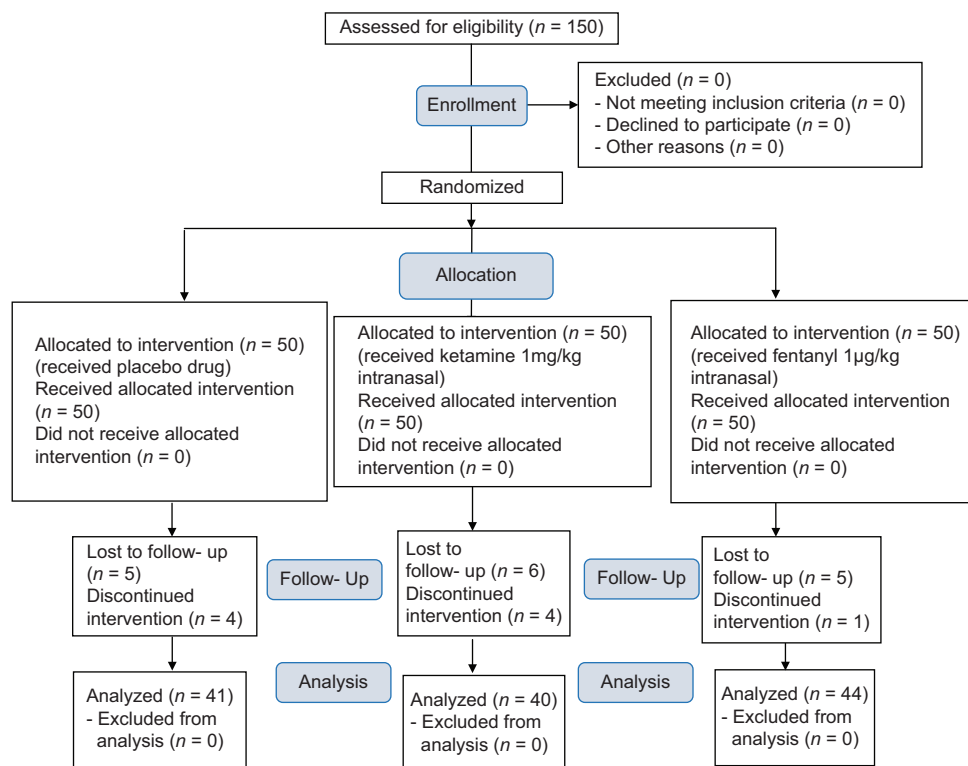 Assessed for eligibility (n = 150)
Enrollment
Excluded (n = 0)
- Not meeting inclusion criteria (n = 0)
- Declined to participate (n = 0)
- Other reasons (n = 0)
Randomized
Allocation
Allocated to intervention (n = 50)
(received placebo drug)
Received allocated intervention
(n = 50)
Did not receive allocated
intervention (n = 0)
Allocated to intervention (n = 50)
(received ketamine 1mg/kg
intranasal)
Received allocated intervention
(n = 50)
Did not receive allocated
intervention (n = 0)
Allocated to intervention (n = 50)
(received fentanyl 1µg/kg
intranasal)
Received allocated intervention
(n = 50)
Did not receive allocated
intervention (n = 0)
Lost to follow- up
(n = 5)
Discontinued
intervention (n = 4)
Follow- Up
Lost to
follow- up (n = 6)
Discontinued
intervention (n = 4)
Follow- Up
Lost to
follow- up (n = 5)
Discontinued
intervention (n = 1)
Analyzed (n = 41)
- Excluded from
analysis (n = 0)
Analysis
Analyzed (n = 40)
- Excluded from
analysis (n = 0)
Analysis
Analyzed (n = 44)
- Excluded from
analysis (n = 0)